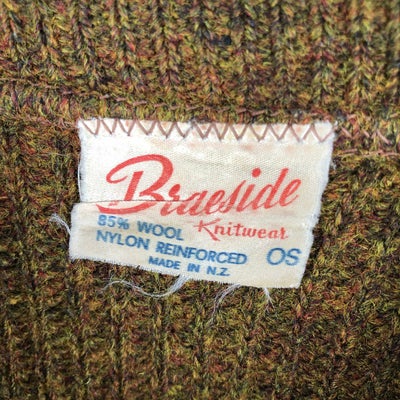 Braeside
Knitwear
85% WOOL
NYLON REINFORCED OS
MADE IN N.Z.